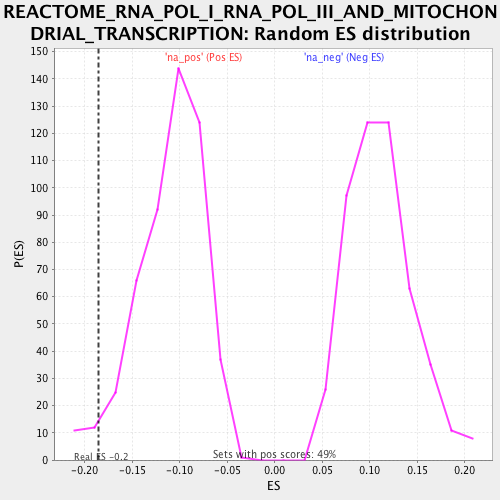 REACTOME_RNA_POL_I_RNA_POL_III_AND_MITOCHON
DRIAL_TRANSCRIPTION: Random ES distribution
'na_pos' (Pos ES) 'na_neg' (Neg ES)
150
140
130
120
110
100
90
80
70
60
50
40
30
20
10
0
P(ES)
Real ES -0.2 Sets with pos scores: 49%
-0.20 -0.15 -0.10 -0.05 0.00 0.05 0.10 0.15 0.20
ES